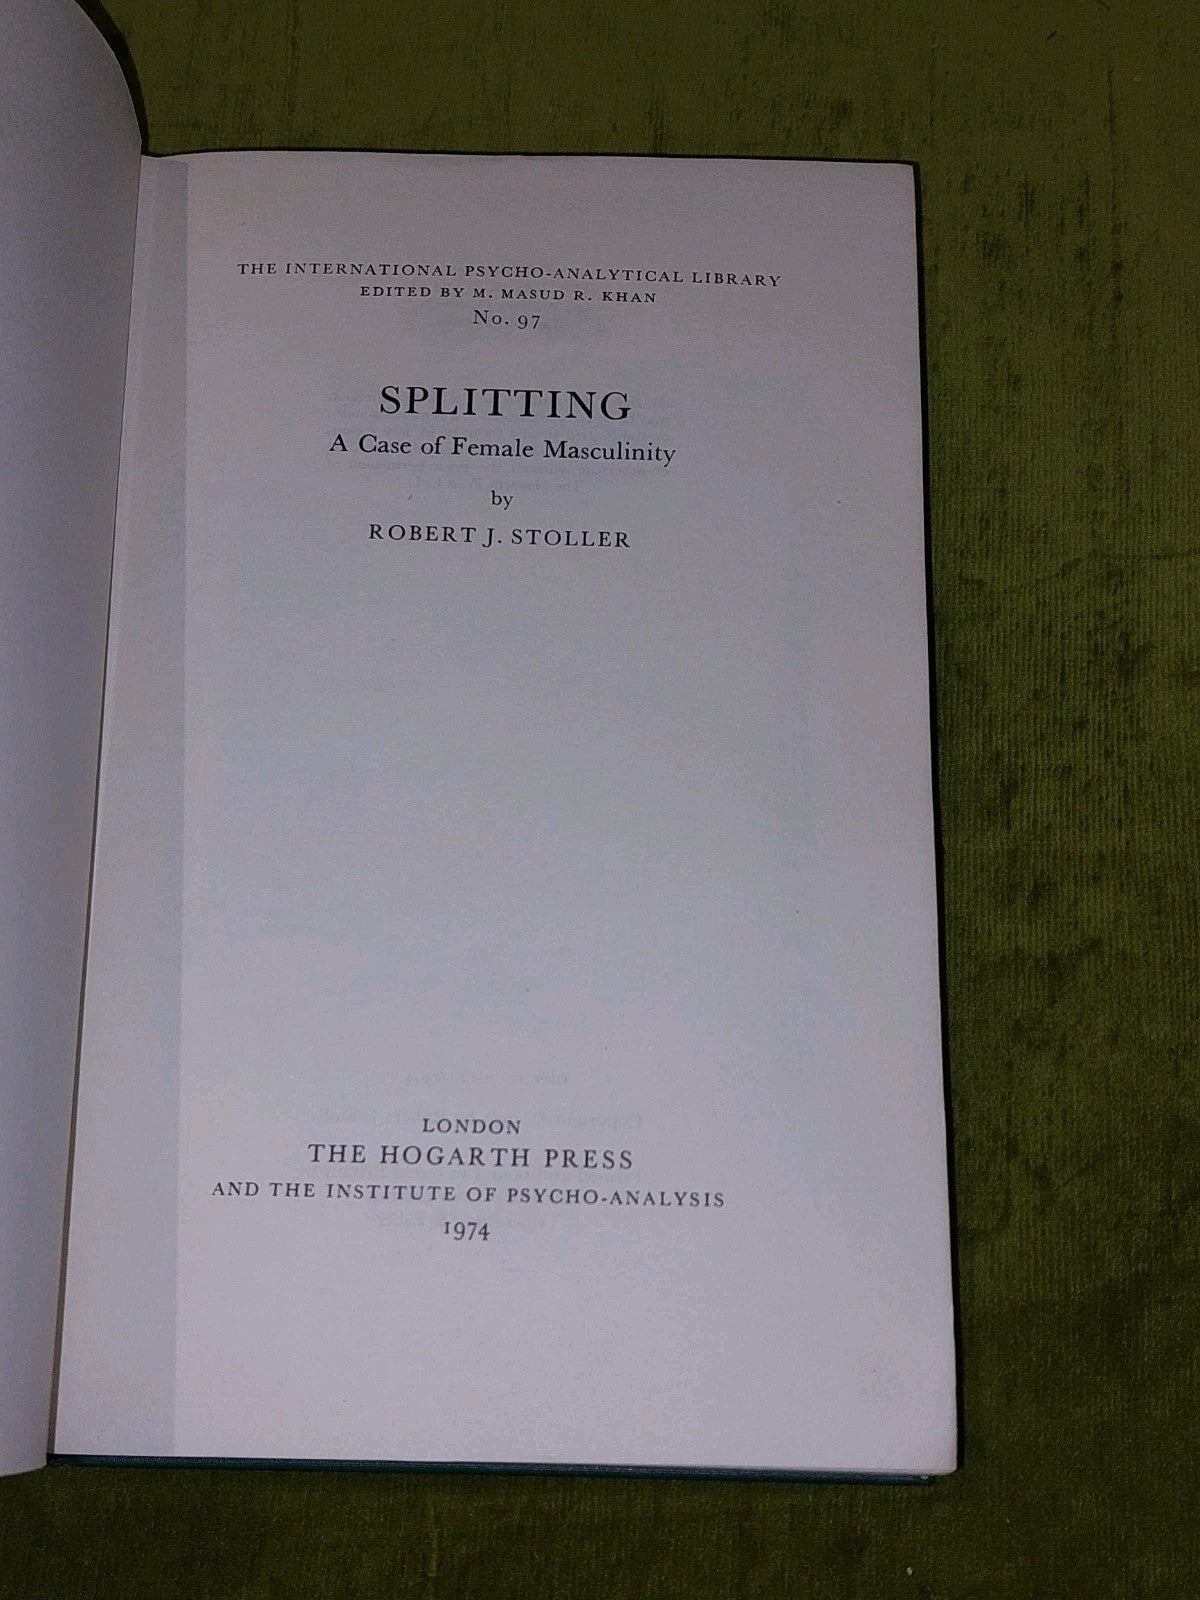 THE INTERNATIONAL PSYCHO-ANALYTICAL LIBRARY
EDITED BY M. MASUD R. KHAN
No. 97
SPLITTING
A Case of Female Masculinity
by
ROBERT J. STOLLER
LONDON
THE HOGARTH PRESS
AND THE INSTITUTE OF PSYCHO-ANALYSIS
1974